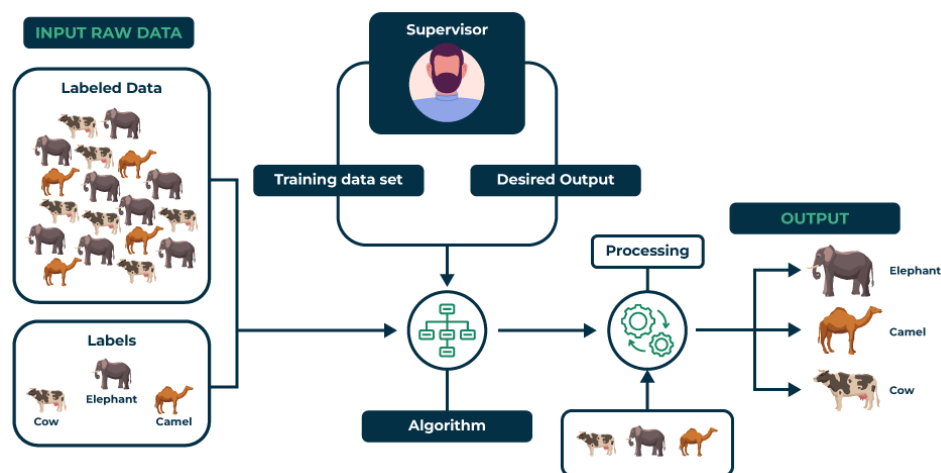 INPUT RAW DATA
Labeled Data
Labels
Elephant
Cow
Camel
Supervisor
Training data set
Desired Output
Algorithm
Processing
OUTPUT
Elephant
Camel
Cow